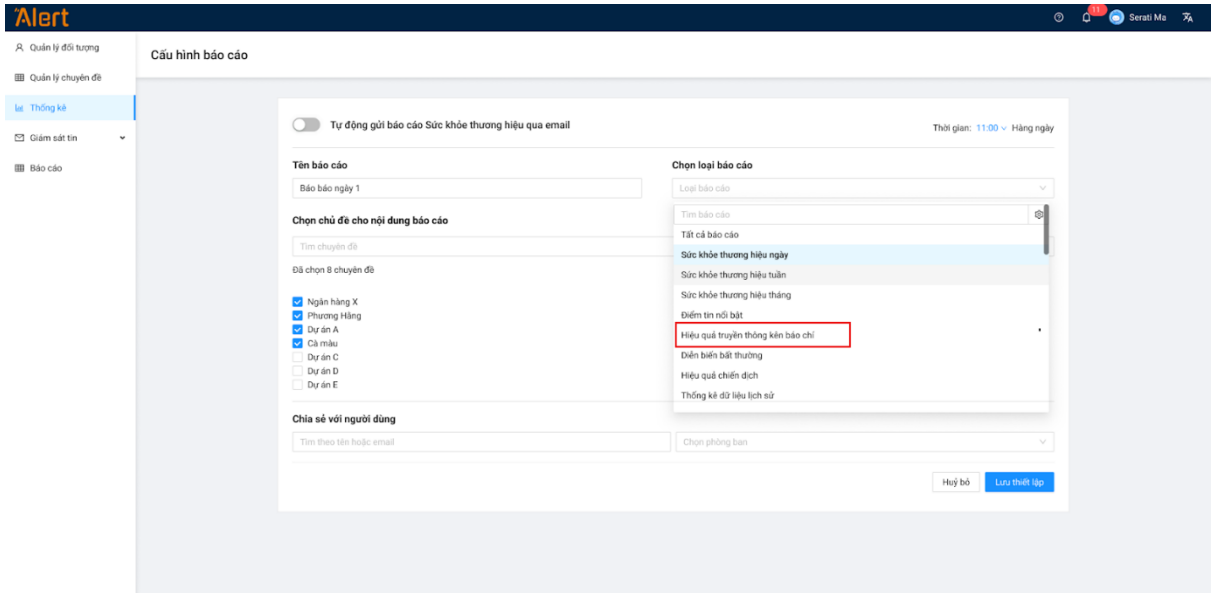 Alert
11
Serati Ma
Quản lý đối tượng
Quản lý chuyên đề
Thống kê
Giám sát tin
Báo cáo
Cấu hình báo cáo
Tự động gửi báo cáo Sức khỏe thương hiệu qua email
Thời gian: 11:00 Hàng ngày
Tên báo cáo
Báo báo ngày 1
Chọn loại báo cáo
Loại báo cáo
Chọn chủ đề cho nội dung báo cáo
Tìm chuyên đề
Đã chọn 8 chuyên đề
Ngân hàng X
Phương Hằng
Dự án A
Cà màu
Dự án C
Dự án D
Dự án E
Tìm báo cáo
Tất cả báo cáo
Sức khỏe thương hiệu ngày
Sức khỏe thương hiệu tuần
Sức khỏe thương hiệu tháng
Điểm tin nổi bật
Hiệu quả truyền thông kên báo chí
Diễn biến bất thường
Hiệu quả chiến dịch
Thống kê dữ liệu lịch sử
Chia sẻ với người dùng
Tìm theo tên hoặc email
Chọn phòng ban
Huỷ bỏ
Lưu thiết lập